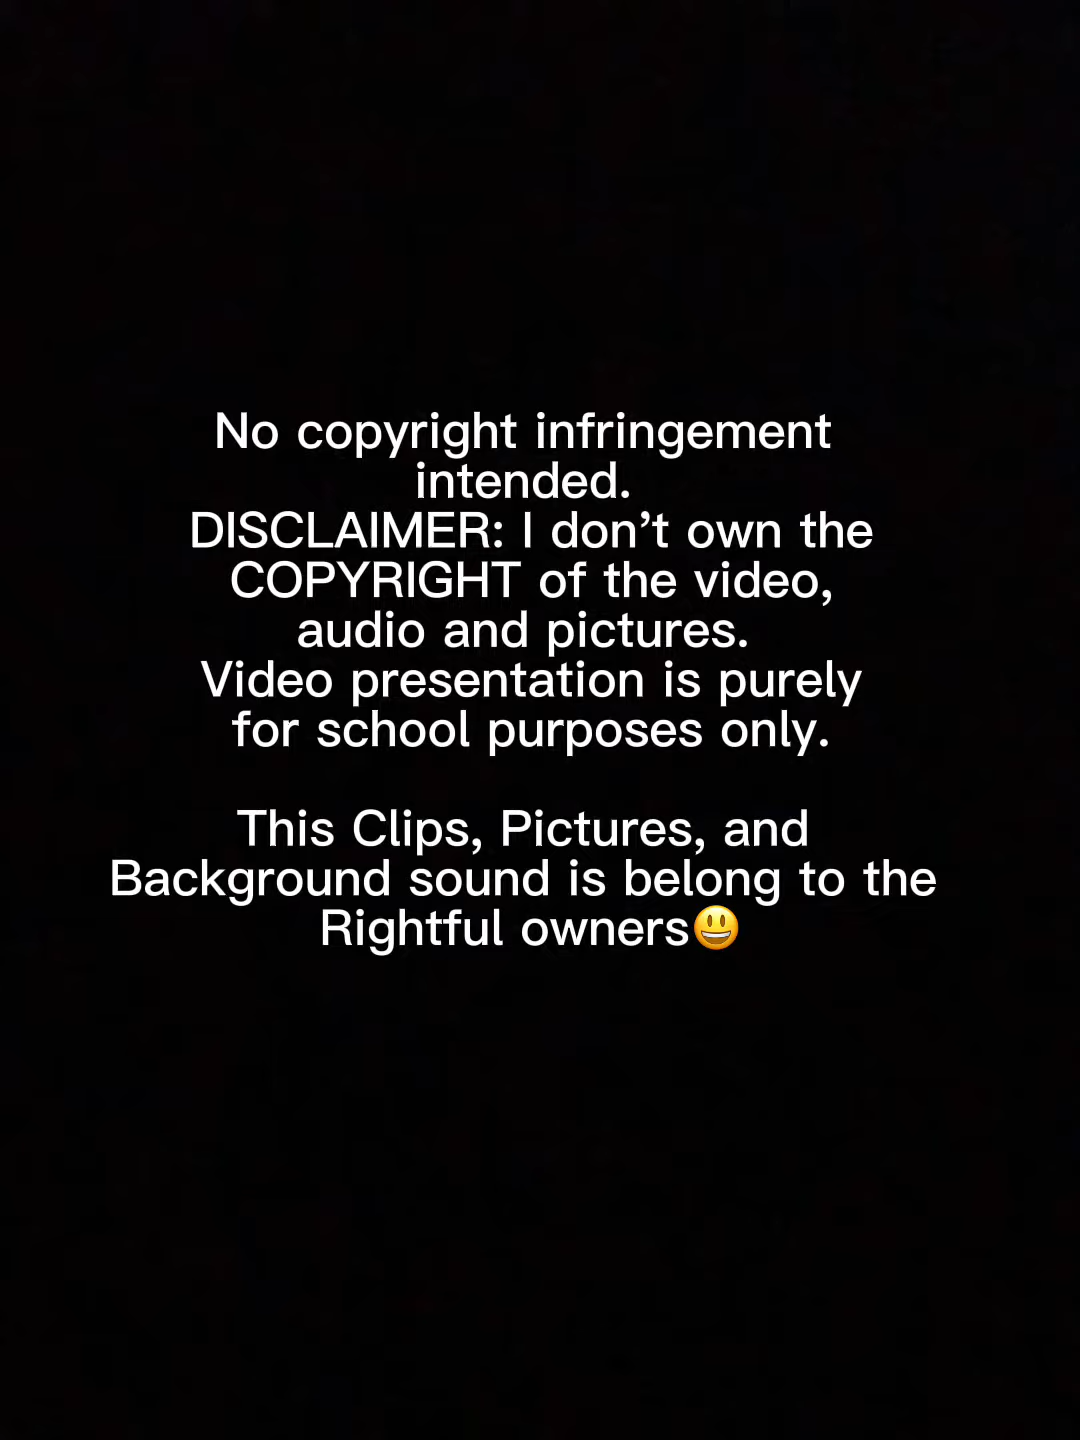 No copyright infringement
intended.
DISCLAIMER: I don’t own the
COPYRIGHT of the video,
audio and pictures.
Video presentation is purely
for school purposes only.
This Clips, Pictures, and
Background sound is belong to the
Rightful owners😃